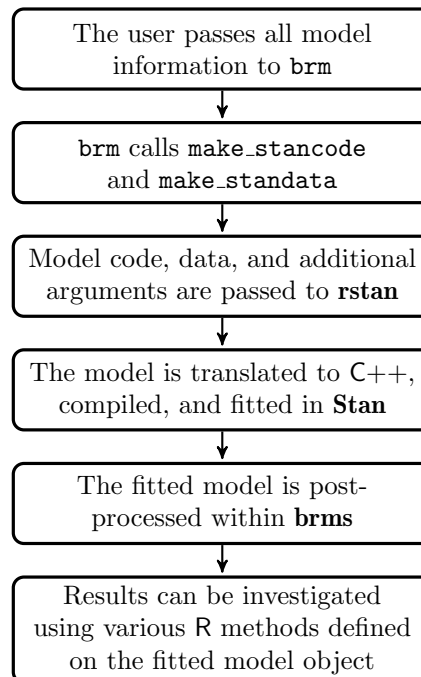 The user passes all model
information to brm
brm calls make_stancode
and make_standata
Model code, data, and additional
arguments are passed to rstan
The model is translated to C++,
compiled, and fitted in Stan
The fitted model is post-
processed within brms
Results can be investigated
using various R methods defined
on the fitted model object